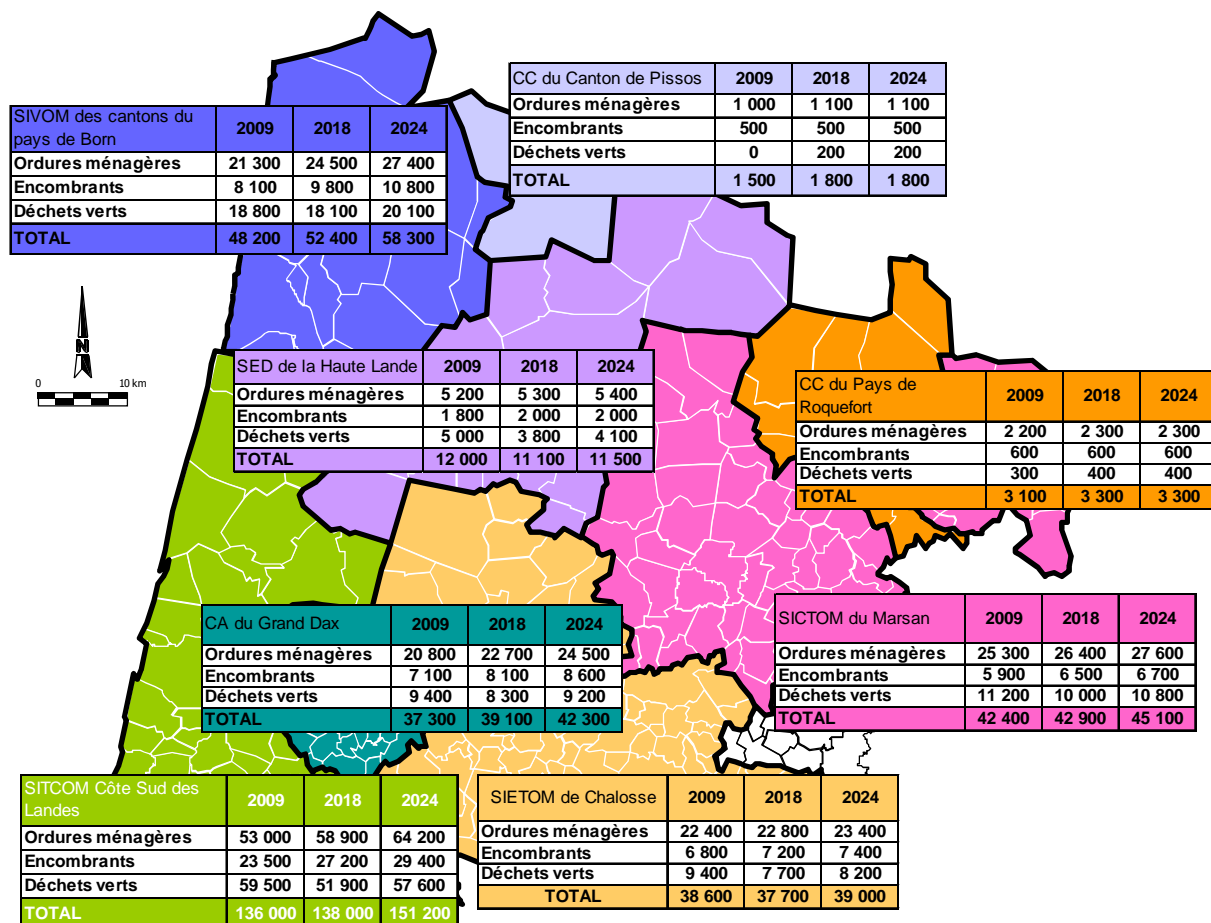 CC du Canton de Pissos 2009 2018 2024
Ordures ménagères 1 000 1 100 1 100
Encombrants 500 500 500
Déchets verts 0 200 200
TOTAL 1 500 1 800 1 800
SIVOM des cantons du
pays de Born 2009 2018 2024
Ordures ménagères 21 300 24 500 27 400
Encombrants 8 100 9 800 10 800
Déchets verts 18 800 18 100 20 100
TOTAL 48 200 52 400 58 300
N
0 10 km
SED de la Haute Lande 2009 2018 2024
Ordures ménagères 5 200 5 300 5 400
Encombrants 1 800 2 000 2 000
Déchets verts 5 000 3 800 4 100
TOTAL 12 000 11 100 11 500
CC du Pays de
Roquefort 2009 2018 2024
Ordures ménagères 2 200 2 300 2 300
Encombrants 600 600 600
Déchets verts 300 400 400
TOTAL 3 100 3 300 3 300
CA du Grand Dax 2009 2018 2024
Ordures ménagères 20 800 22 700 24 500
Encombrants 7 100 8 100 8 600
Déchets verts 9 400 8 300 9 200
TOTAL 37 300 39 100 42 300
SICTOM du Marsan 2009 2018 2024
Ordures ménagères 25 300 26 400 27 600
Encombrants 5 900 6 500 6 700
Déchets verts 11 200 10 000 10 800
TOTAL 42 400 42 900 45 100
SITCOM Côte Sud des
Landes 2009 2018 2024
Ordures ménagères 53 000 58 900 64 200
Encombrants 23 500 27 200 29 400
Déchets verts 59 500 51 900 57 600
TOTAL 136 000 138 000 151 200
SIETOM de Chalosse 2009 2018 2024
Ordures ménagères 22 400 22 800 23 400
Encombrants 6 800 7 200 7 400
Déchets verts 9 400 7 700 8 200
TOTAL 38 600 37 700 39 000